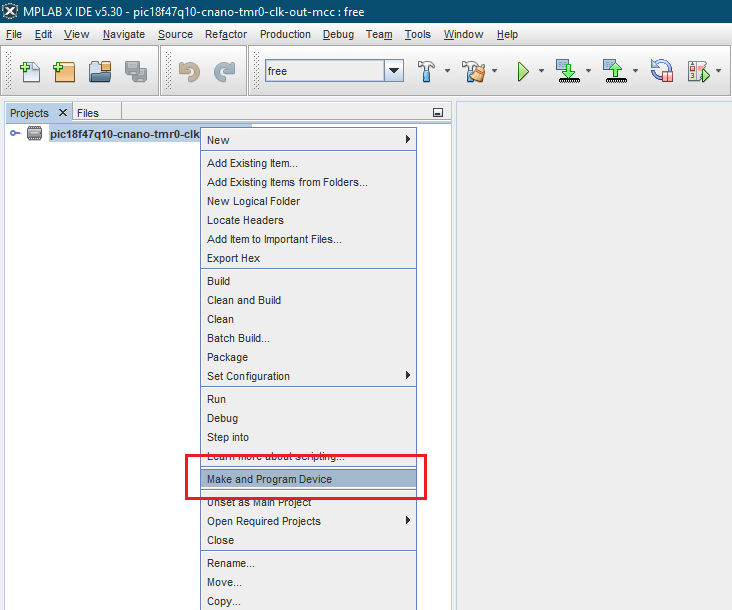 MPLAB X IDE v5.30 - pic18f47q10-cnano-tmr0-clk-out-mcc : free
File Edit View Navigate Source Refactor Production Debug Team Tools Window Help
free
Projects Files
pic18f47q10-cnano-tmr0-clk
New
Add Existing Item...
Add Existing Items from Folders...
New Logical Folder
Locate Headers
Add Item to Important Files...
Export Hex
Build
Clean and Build
Clean
Batch Build...
Package
Set Configuration
Run
Debug
Step into
Learn more about scripting...
Make and Program Device
Unset as Main Project
Open Required Projects
Close
Rename...
Move...
Copy...